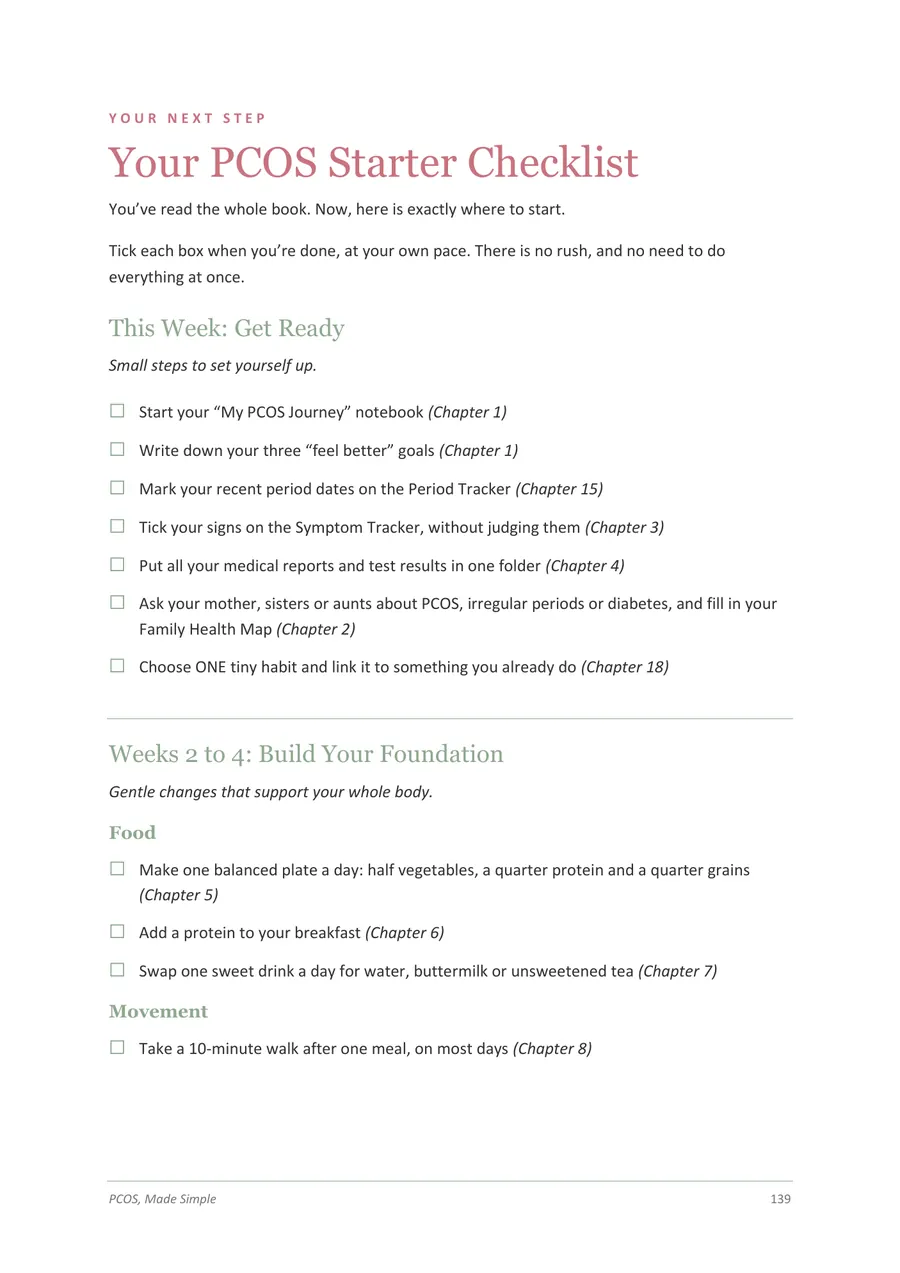 YOUR NEXT STEP
Your PCOS Starter Checklist
You’ve read the whole book. Now, here is exactly where to start.
Tick each box when you’re done, at your own pace. There is no rush, and no need to do
everything at once.
This Week: Get Ready
Small steps to set yourself up.
☐ Start your “My PCOS Journey” notebook (Chapter 1)
☐ Write down your three “feel better” goals (Chapter 1)
☐ Mark your recent period dates on the Period Tracker (Chapter 15)
☐ Tick your signs on the Symptom Tracker, without judging them (Chapter 3)
☐ Put all your medical reports and test results in one folder (Chapter 4)
☐ Ask your mother, sisters or aunts about PCOS, irregular periods or diabetes, and fill in your
Family Health Map (Chapter 2)
☐ Choose ONE tiny habit and link it to something you already do (Chapter 18)
Weeks 2 to 4: Build Your Foundation
Gentle changes that support your whole body.
Food
☐ Make one balanced plate a day: half vegetables, a quarter protein and a quarter grains
(Chapter 5)
☐ Add a protein to your breakfast (Chapter 6)
☐ Swap one sweet drink a day for water, buttermilk or unsweetened tea (Chapter 7)
Movement
☐ Take a 10-minute walk after one meal, on most days (Chapter 8)
PCOS, Made Simple 139